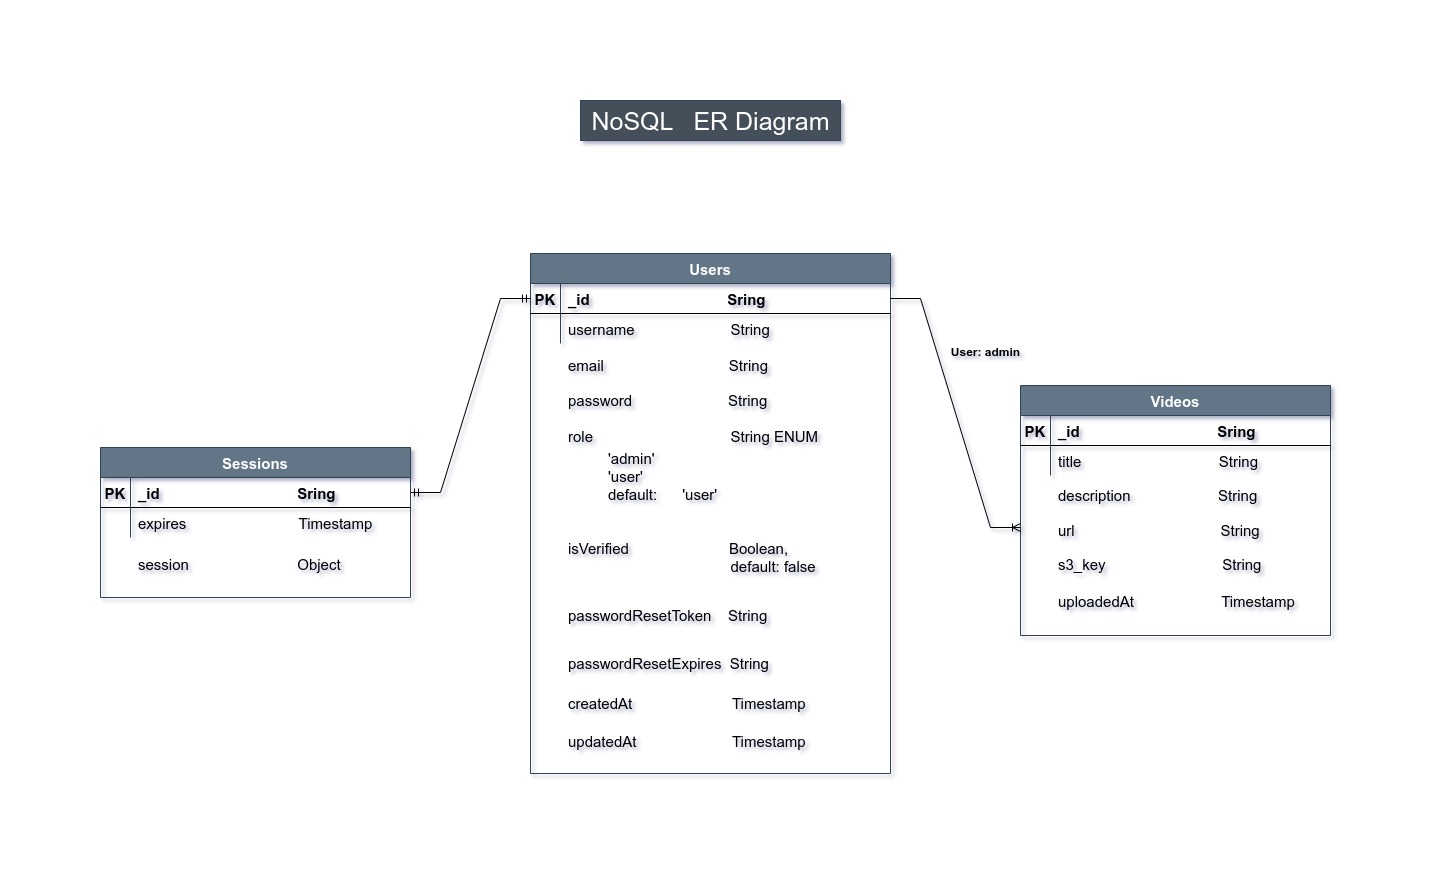 NoSQL ER Diagram
Users
PK _id Sring
username String
email String
password String
role String ENUM
'admin'
'user'
default: 'user'
isVerified Boolean,
default: false
passwordResetToken String
passwordResetExpires String
createdAt Timestamp
updatedAt Timestamp
User: admin
Sessions
PK _id Sring
expires Timestamp
session Object
Videos
PK _id Sring
title String
description String
url String
s3_key String
uploadedAt Timestamp